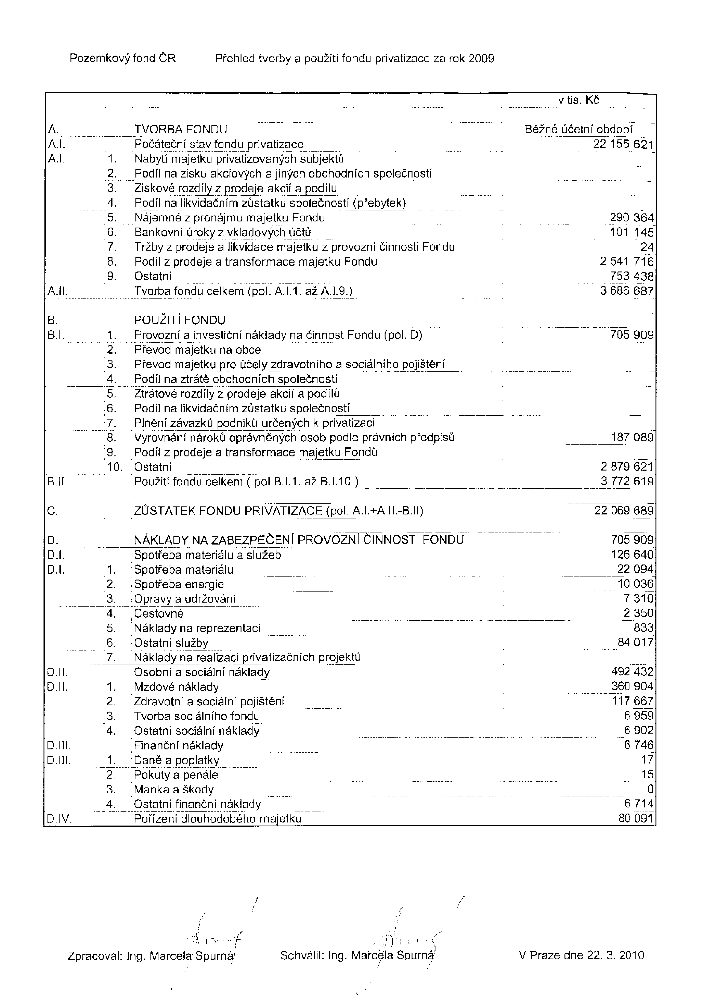 Pozemkový fond ČR Přehled tvorby a použití fondu privatizace za rok 2009
v tis. Kč
A. TVORBA FONDU Běžné účetní období
A.I. Počáteční stav fondu privatizace 22 155 621
A.I. 1. Nabytí majetku privatizovaných subjektů
2. Podíl na zisku akciových a jiných obchodních společností
3. Ziskové rozdíly z prodeje akcií a podílů
4. Podíl na likvidačním zůstatku společností (přebytek)
5. Nájemné z pronájmu majetku Fondu 290 364
6. Bankovní úroky z vkladových účtů 101 145
7. Tržby z prodeje a likvidace majetku z provozní činnosti Fondu 24
8. Podíl z prodeje a transformace majetku Fondu 2 541 716
9. Ostatní 753 438
A.II. Tvorba fondu celkem (pol. A.I.1. až A.I.9.) 3 686 687
B. POUŽITÍ FONDU
B.I. 1. Provozní a investiční náklady na činnost Fondu (pol. D) 705 909
2. Převod majetku na obce
3. Převod majetku pro účely zdravotního a sociálního pojištění
4. Podíl na ztrátě obchodních společností
5. Ztrátové rozdíly z prodeje akcií a podílů
6. Podíl na likvidačním zůstatku společností
7. Plnění závazků podniků určených k privatizaci
8. Vyrovnání nároků oprávněných osob podle právních předpisů 187 089
9. Podíl z prodeje a transformace majetku Fondů
10. Ostatní 2 879 621
B.II. Použití fondu celkem ( pol.B.I.1. až B.I.10 ) 3 772 619
C. ZŮSTATEK FONDU PRIVATIZACE (pol. A.I.+A II.-B.II) 22 069 689
D. NÁKLADY NA ZABEZPEČENÍ PROVOZNÍ ČINNOSTI FONDU 705 909
D.I. Spotřeba materiálu a služeb 126 640
D.I. 1. Spotřeba materiálu 22 094
2. Spotřeba energie 10 036
3. Opravy a udržování 7 310
4. Cestovné 2 350
5. Náklady na reprezentaci 833
6. Ostatní služby 84 017
7. Náklady na realizaci privatizačních projektů
D.II. Osobní a sociální náklady 492 432
D.II. 1. Mzdové náklady 360 904
2. Zdravotní a sociální pojištění 117 667
3. Tvorba sociálního fondu 6 959
4. Ostatní sociální náklady 6 902
D.III. Finanční náklady 6 746
D.III. 1. Daně a poplatky 17
2. Pokuty a penále 15
3. Manka a škody 0
4. Ostatní finanční náklady 6 714
D.IV. Pořízení dlouhodobého majetku 80 091
Zpracoval: Ing. Marcela Spurná Schválil: Ing. Marcela Spurná V Praze dne 22. 3. 2010